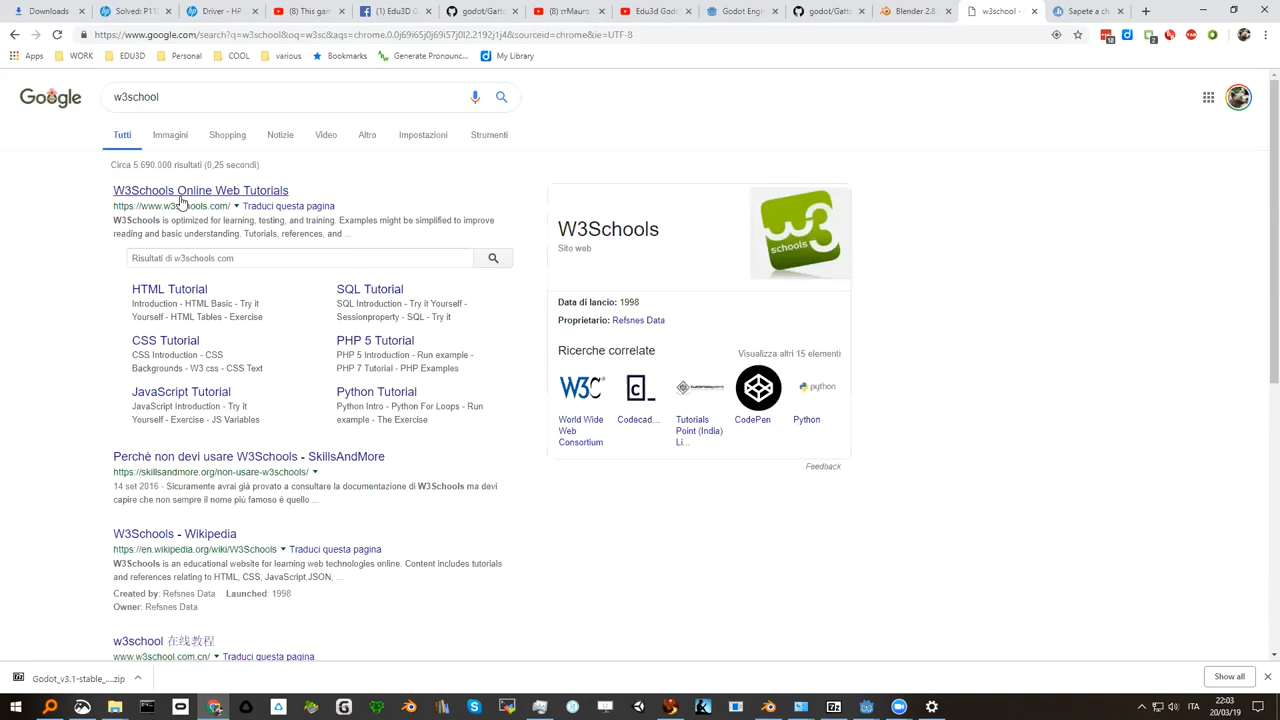 Downloads
Solved: P110
Driver - HP
(8) This gam
Edu3D G
godot/Gatt
(8) #Mauro
Edu3d Godo
Godot Engin
godot/Gatt
Blender 2.8
w3school -
Sapete a ch
https://www.google.com/search?q=w3school&oq=w3sc&aqs=chrome.0.0j69i65j0j69i57j0l2.2192j1j4&sourceid=chrome&ie=UTF-8
Apps WORK EDU3D Personal COOL various Bookmarks Generate Pronounc... My Library
Google w3school
Tutti Immagini Shopping Notizie Video Altro Impostazioni Strumenti
Circa 5.690.000 risultati (0,25 secondi)
W3Schools Online Web Tutorials
https://www.w3schools.com/ Traduci questa pagina
W3Schools is optimized for learning, testing, and training. Examples might be simplified to improve
reading and basic understanding. Tutorials, references, and ...
Risultati di w3schools.com
HTML Tutorial
Introduction - HTML Basic - Try it
Yourself - HTML Tables - Exercise
SQL Tutorial
SQL Introduction - Try it Yourself -
Sessionproperty - SQL - Try it
CSS Tutorial
CSS Introduction - CSS
Backgrounds - W3.css - CSS Text
PHP 5 Tutorial
PHP 5 Introduction - Run example -
PHP 7 Tutorial - PHP Examples
JavaScript Tutorial
JavaScript Introduction - Try it
Yourself - Exercise - JS Variables
Python Tutorial
Python Intro - Python For Loops - Run
example - The Exercise
Perchè non devi usare W3Schools - SkillsAndMore
https://skillsandmore.org/non-usare-w3schools/
14 set 2016 - Sicuramente avrai già provato a consultare la documentazione di W3Schools ma devi
capire che non sempre il nome più famoso è quello ...
W3Schools - Wikipedia
https://en.wikipedia.org/wiki/W3Schools Traduci questa pagina
W3Schools is an educational website for learning web technologies online. Content includes tutorials
and references relating to HTML, CSS, JavaScript,JSON, ...
Created by: Refsnes Data Launched: 1998
Owner: Refsnes Data
w3school 在线教程
www.w3school.com.cn/ Traduci questa pagina
W3Schools
Sito web
w3
schools
Data di lancio: 1998
Proprietario: Refsnes Data
Ricerche correlate Visualizza altri 15 elementi
W3C
python
World Wide
Web
Consortium
Codecad...
Tutorials
Point (India)
Li...
CodePen
Python
Feedback
Godot_v3.1-stable_....zip
Show all
ITA
22:03
20/03/19